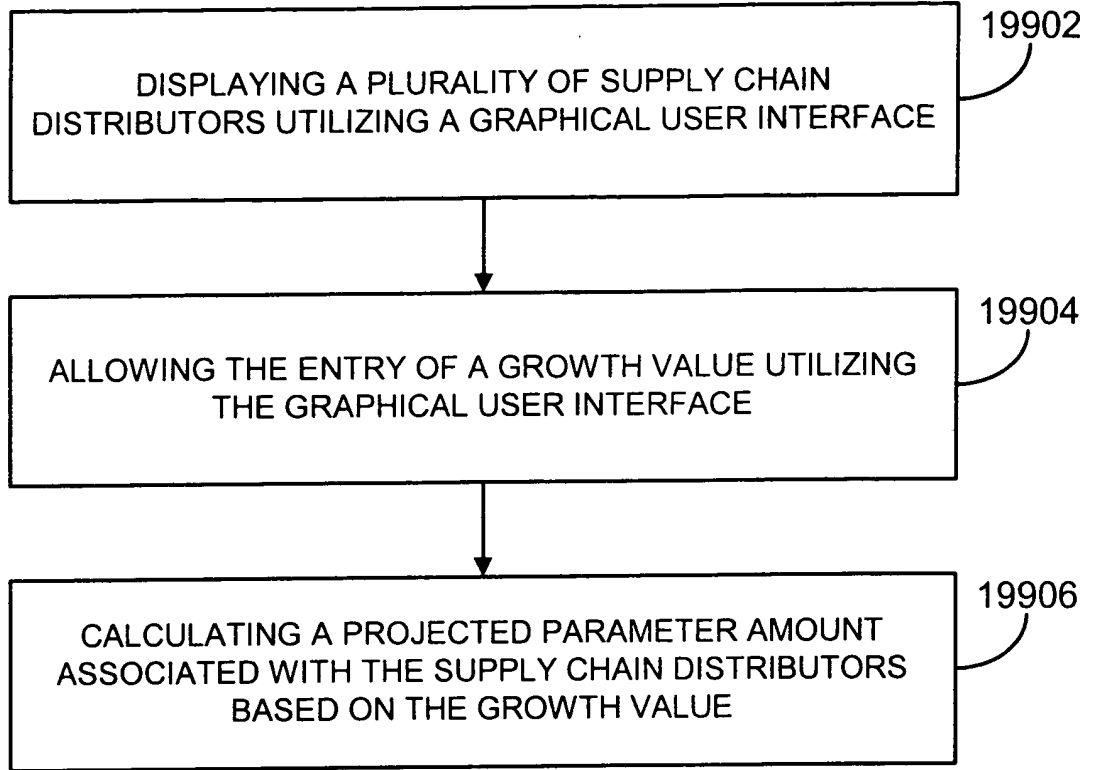 19902
DISPLAYING A PLURALITY OF SUPPLY CHAIN
DISTRIBUTORS UTILIZING A GRAPHICAL USER INTERFACE
19904
ALLOWING THE ENTRY OF A GROWTH VALUE UTILIZING
THE GRAPHICAL USER INTERFACE
19906
CALCULATING A PROJECTED PARAMETER AMOUNT
ASSOCIATED WITH THE SUPPLY CHAIN DISTRIBUTORS
BASED ON THE GROWTH VALUE